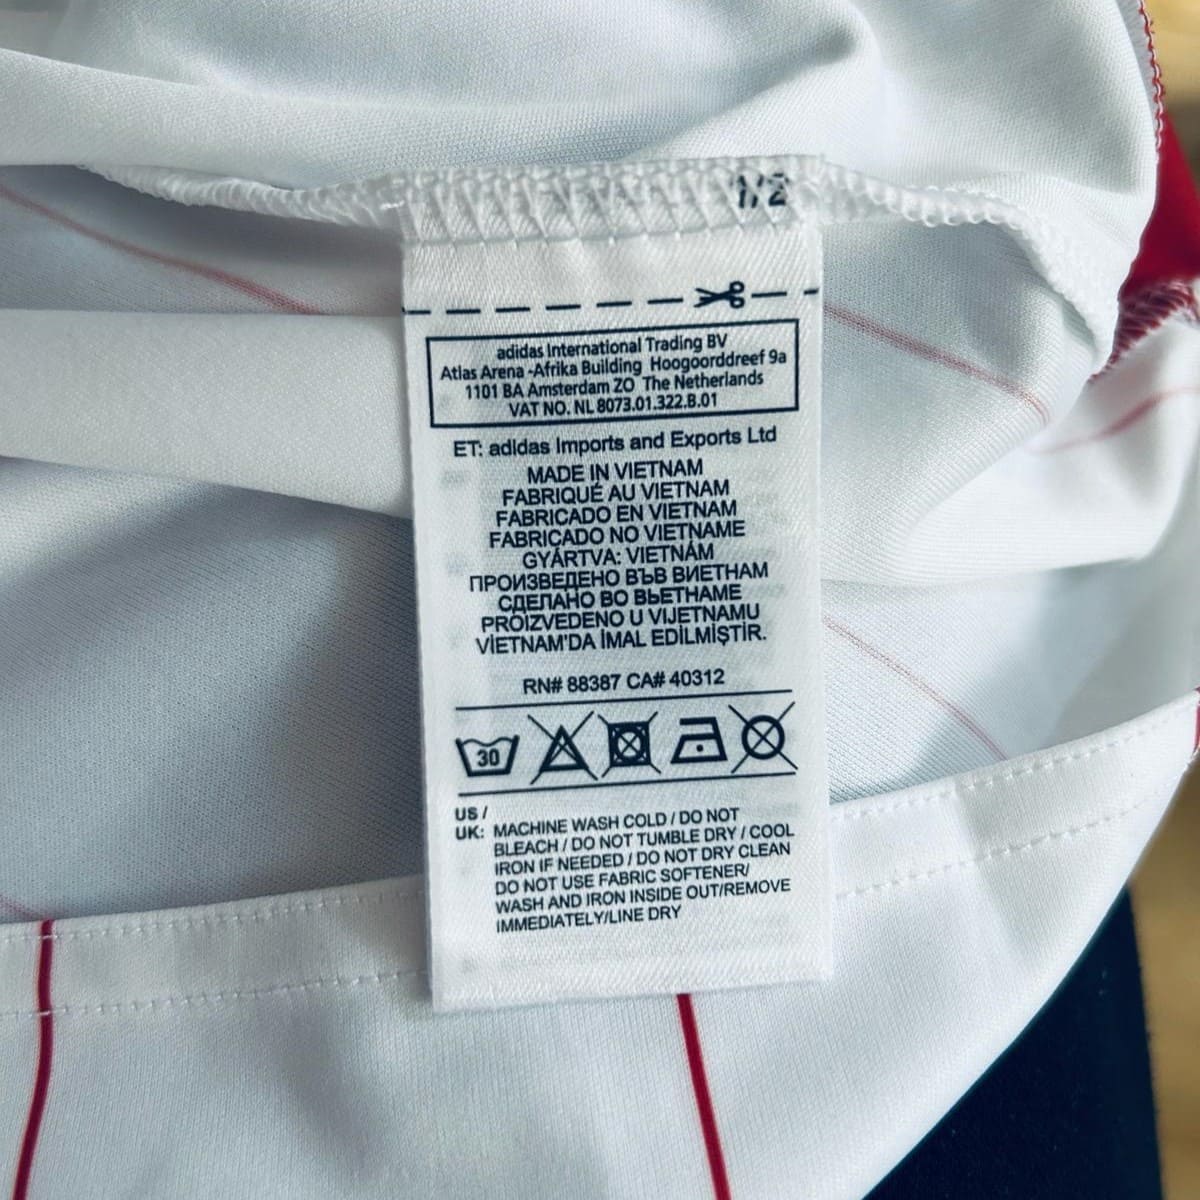 1/2
adidas International Trading BV
Atlas Arena -Afrika Building Hoogoorddreef 9a
1101 BA Amsterdam ZO The Netherlands
VAT NO. NL 8073.01.322.B.01
ET: adidas Imports and Exports Ltd
MADE IN VIETNAM
FABRIQUÉ AU VIETNAM
FABRICADO EN VIETNAM
FABRICADO NO VIETNAME
GYÁRTVA: VIETNÁM
ПРОИЗВЕДЕНО ВЪВ ВИЕТНАМ
СДЕЛАНО ВО ВЬЕТНАМЕ
PROIZVEDENO U VIJETNAMU
VİETNAM'DA İMAL EDİLMİŞTİR.
RN# 88387 CA# 40312
30
US /
UK: MACHINE WASH COLD / DO NOT
BLEACH / DO NOT TUMBLE DRY / COOL
IRON IF NEEDED / DO NOT DRY CLEAN
DO NOT USE FABRIC SOFTENER/
WASH AND IRON INSIDE OUT/REMOVE
IMMEDIATELY/LINE DRY